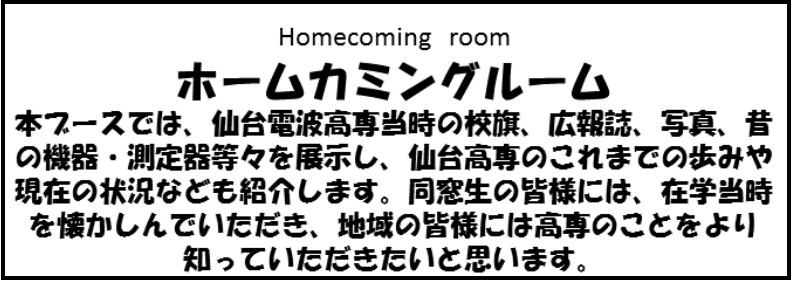 Homecoming room
ホームカミングルーム
本ブースでは、仙台電波高専当時の校旗、広報誌、写真、昔
の機器・測定器等々を展示し、仙台高専のこれまでの歩みや
現在の状況なども紹介します。同窓生の皆様には、在学当時
を懐かしんでいただき、地域の皆様には高専のことをより
知っていただきたいと思います。